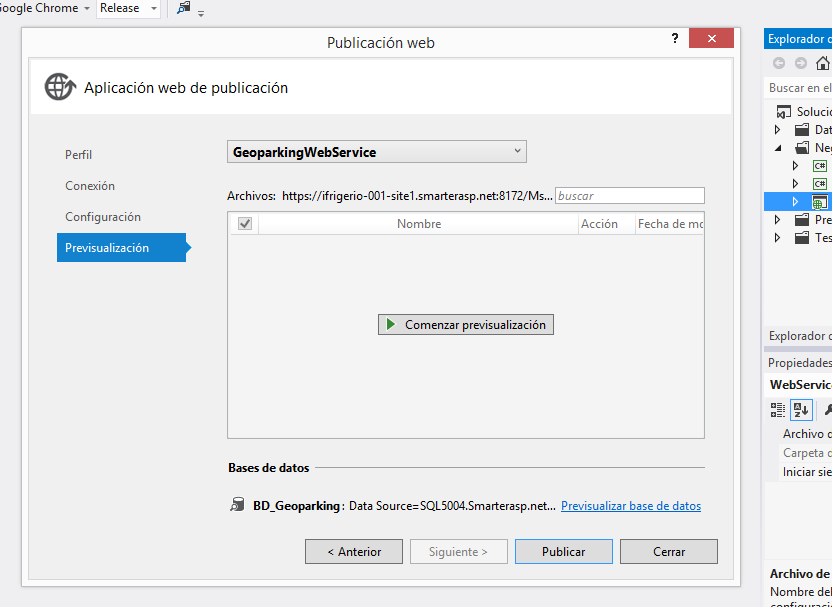 Google Chrome Release
Publicación web
?
Aplicación web de publicación
Perfil
Conexión
Configuración
Previsualización
GeoparkingWebService
Archivos: https://ifrigerio-001-site1.smarterasp.net:8172/Ms... buscar
Nombre Acción Fecha de mo
Comenzar previsualización
Bases de datos
BD_Geoparking: Data Source=SQL5004.Smarterasp.net... Previsualizar base de datos
< Anterior Siguiente > Publicar Cerrar
Explorador d
Buscar en el
Solució
Dat
Neg
C#
C#
Pre
Tes
Explorador d
Propiedades
WebServic
Archivo d
Carpeta d
Iniciar sie
Archivo de
Nombre del
configuració